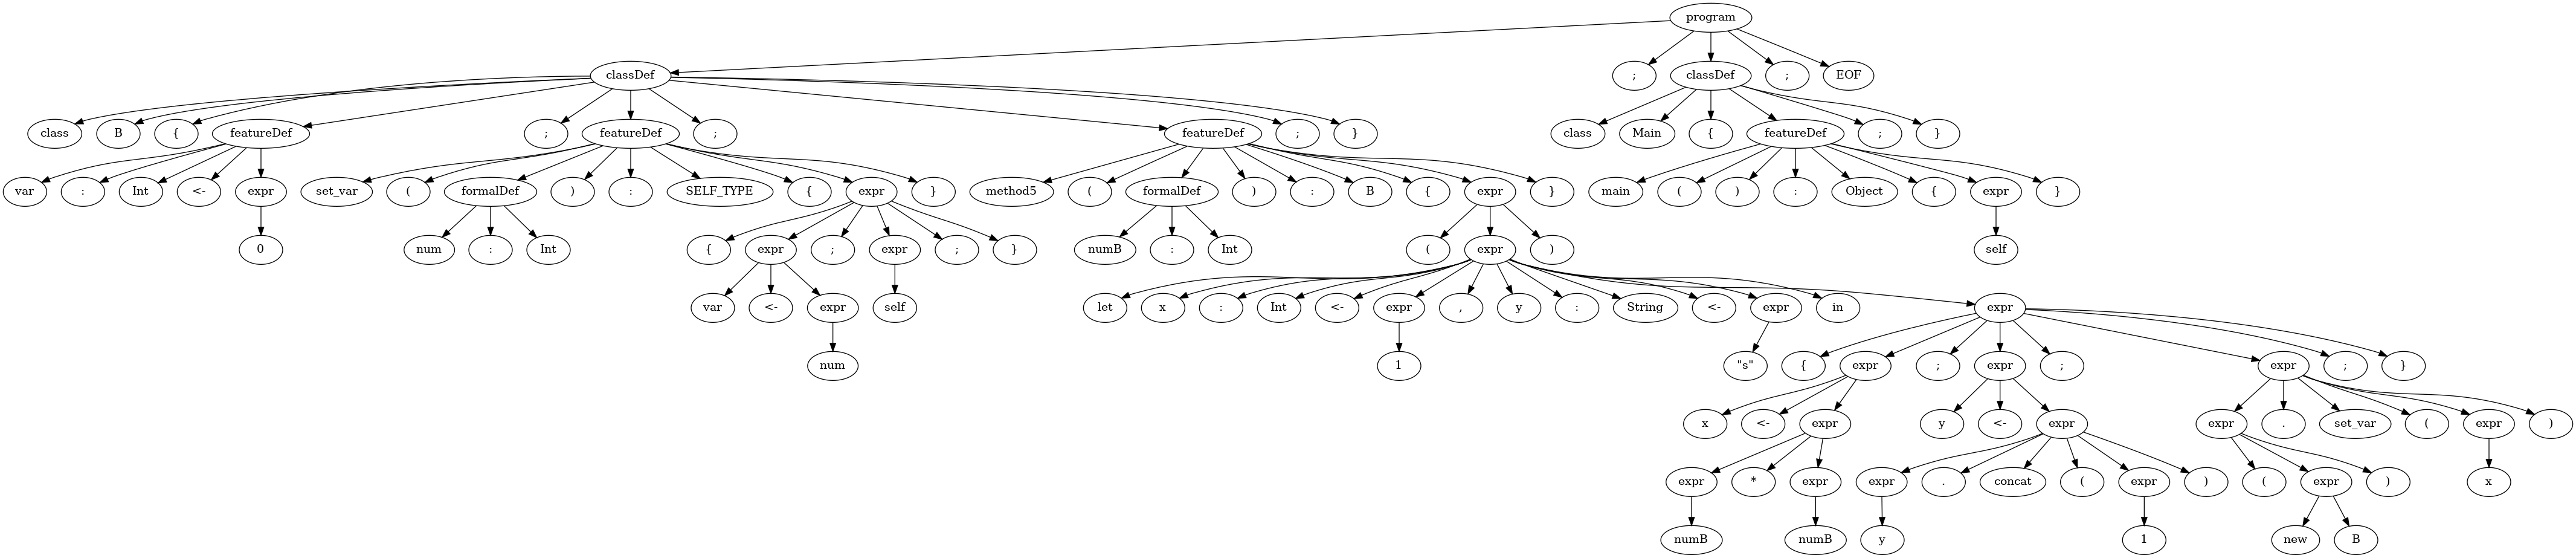 program
classDef ; classDef ; EOF
class B { featureDef ; featureDef ; featureDef ; } class Main { featureDef ; }
var : Int <- expr set_var ( formalDef ) : SELF_TYPE { expr } method5 ( formalDef ) : B { expr } main ( ) : Object { expr }
0 num : Int { expr ; expr ; } numB : Int ( expr ) self
var <- expr self let x : Int <- expr , y : String <- expr in expr
num 1 "s" { expr ; expr ; expr ; }
x <- expr y <- expr expr . set_var ( expr )
expr * expr expr . concat ( expr ) ( expr ) x
numB numB y 1 new B